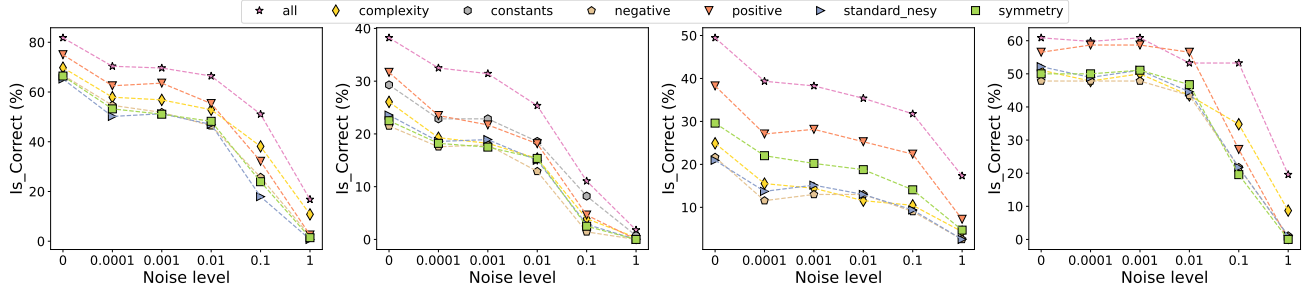 all complexity constants negative positive standard_nesy symmetry
Is_Correct (%)
80
60
40
20
0
0 0.0001 0.001 0.01 0.1 1
Noise level
Is_Correct (%)
40
30
20
10
0
0 0.0001 0.001 0.01 0.1 1
Noise level
Is_Correct (%)
50
40
30
20
10
0 0.0001 0.001 0.01 0.1 1
Noise level
Is_Correct (%)
60
50
40
30
20
10
0
0 0.0001 0.001 0.01 0.1 1
Noise level